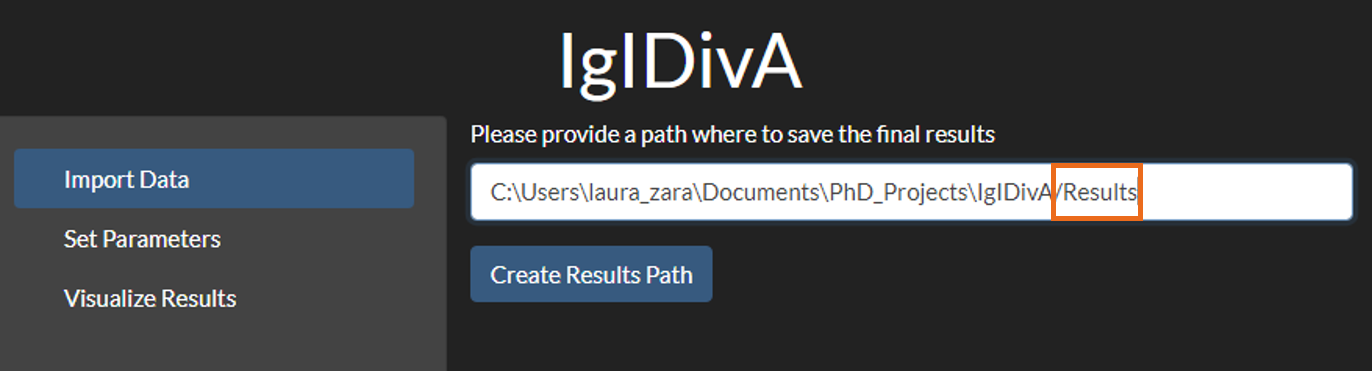 IgIDivA
Please provide a path where to save the final results
Import Data
C:\Users\laura_zara\Documents\PhD_Projects\IgIDivA/Results
Set Parameters
Create Results Path
Visualize Results